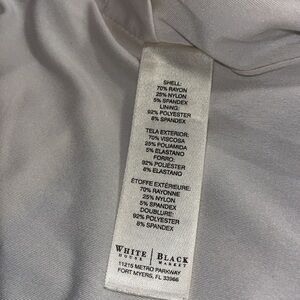 SHELL:
70% RAYON
25% NYLON
5% SPANDEX
LINING:
92% POLYESTER
8% SPANDEX
TELA EXTERIOR:
70% VISCOSA
25% POLIAMIDA
5% ELASTANO
FORRO:
92% POLIÉSTER
8% ELASTANO
ÉTOFFE EXTÉRIEURE:
70% RAYONNE
25% NYLON
5 % SPANDEX
DOUBLURE:
92% POLYESTER
8% SPANDEX
WHITE | BLACK
HOUSE | MARKET
11215 METRO PARKWAY
FORT MYERS, FL 33966